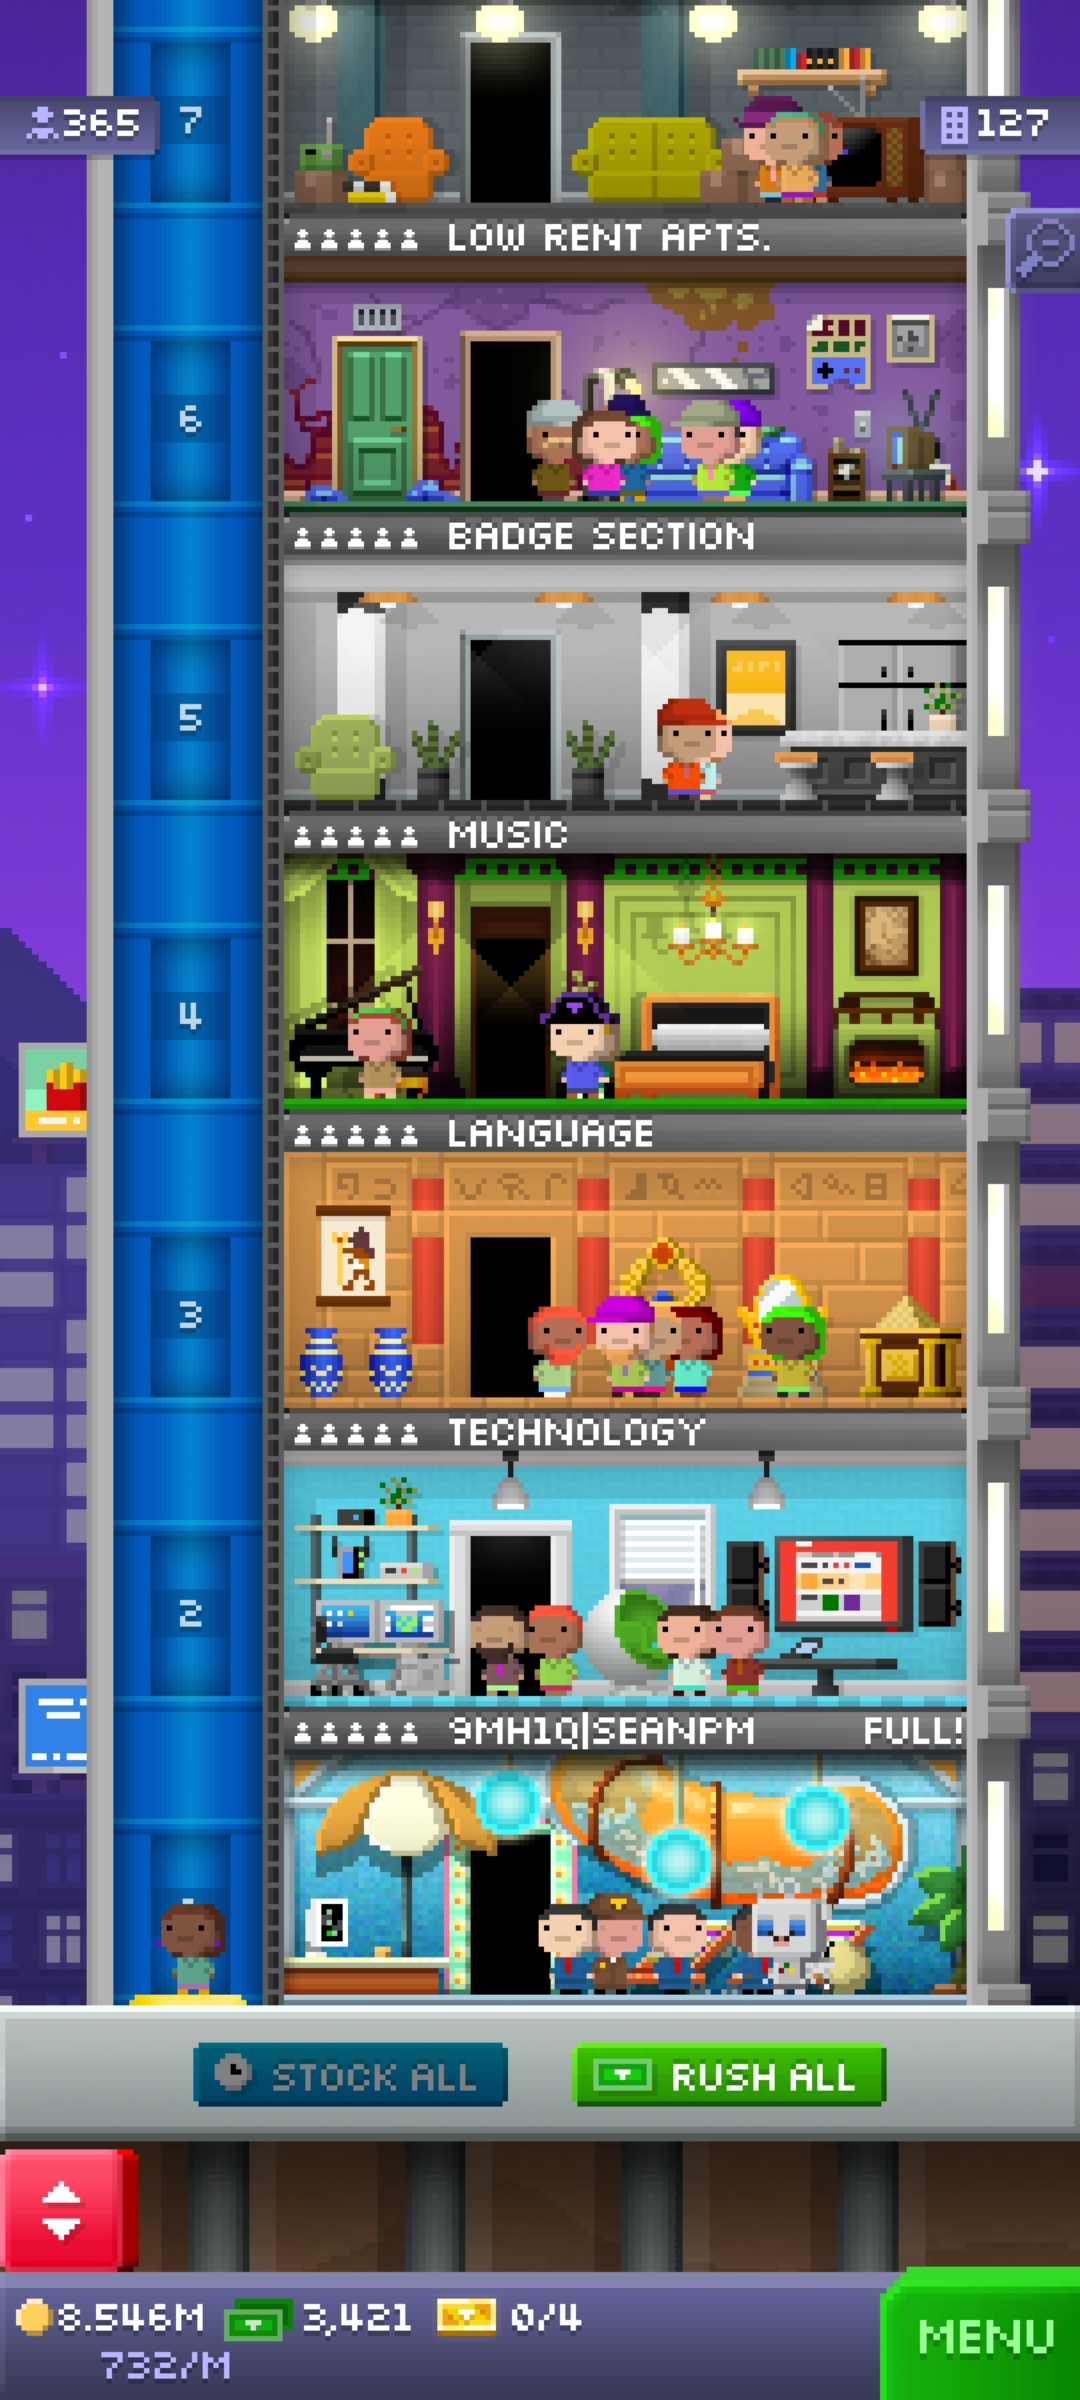 365
7
127
LOW RENT APTS.
6
BADGE SECTION
5
MUSIC
4
LANGUAGE
3
TECHNOLOGY
2
9MH1Q|SEANPM FULL!
STOCK ALL
RUSH ALL
8.546M
3,421
0/4
732/M
MENU